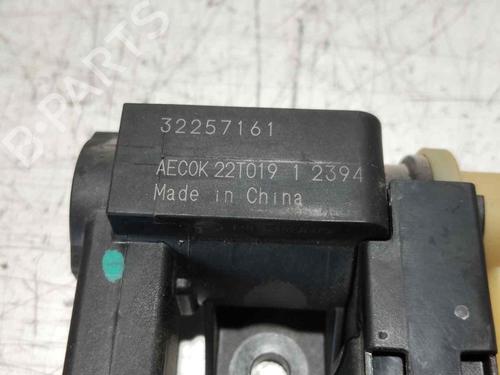 32257161
AECOK 22T019 1 2394
Made in China
B-PARTS